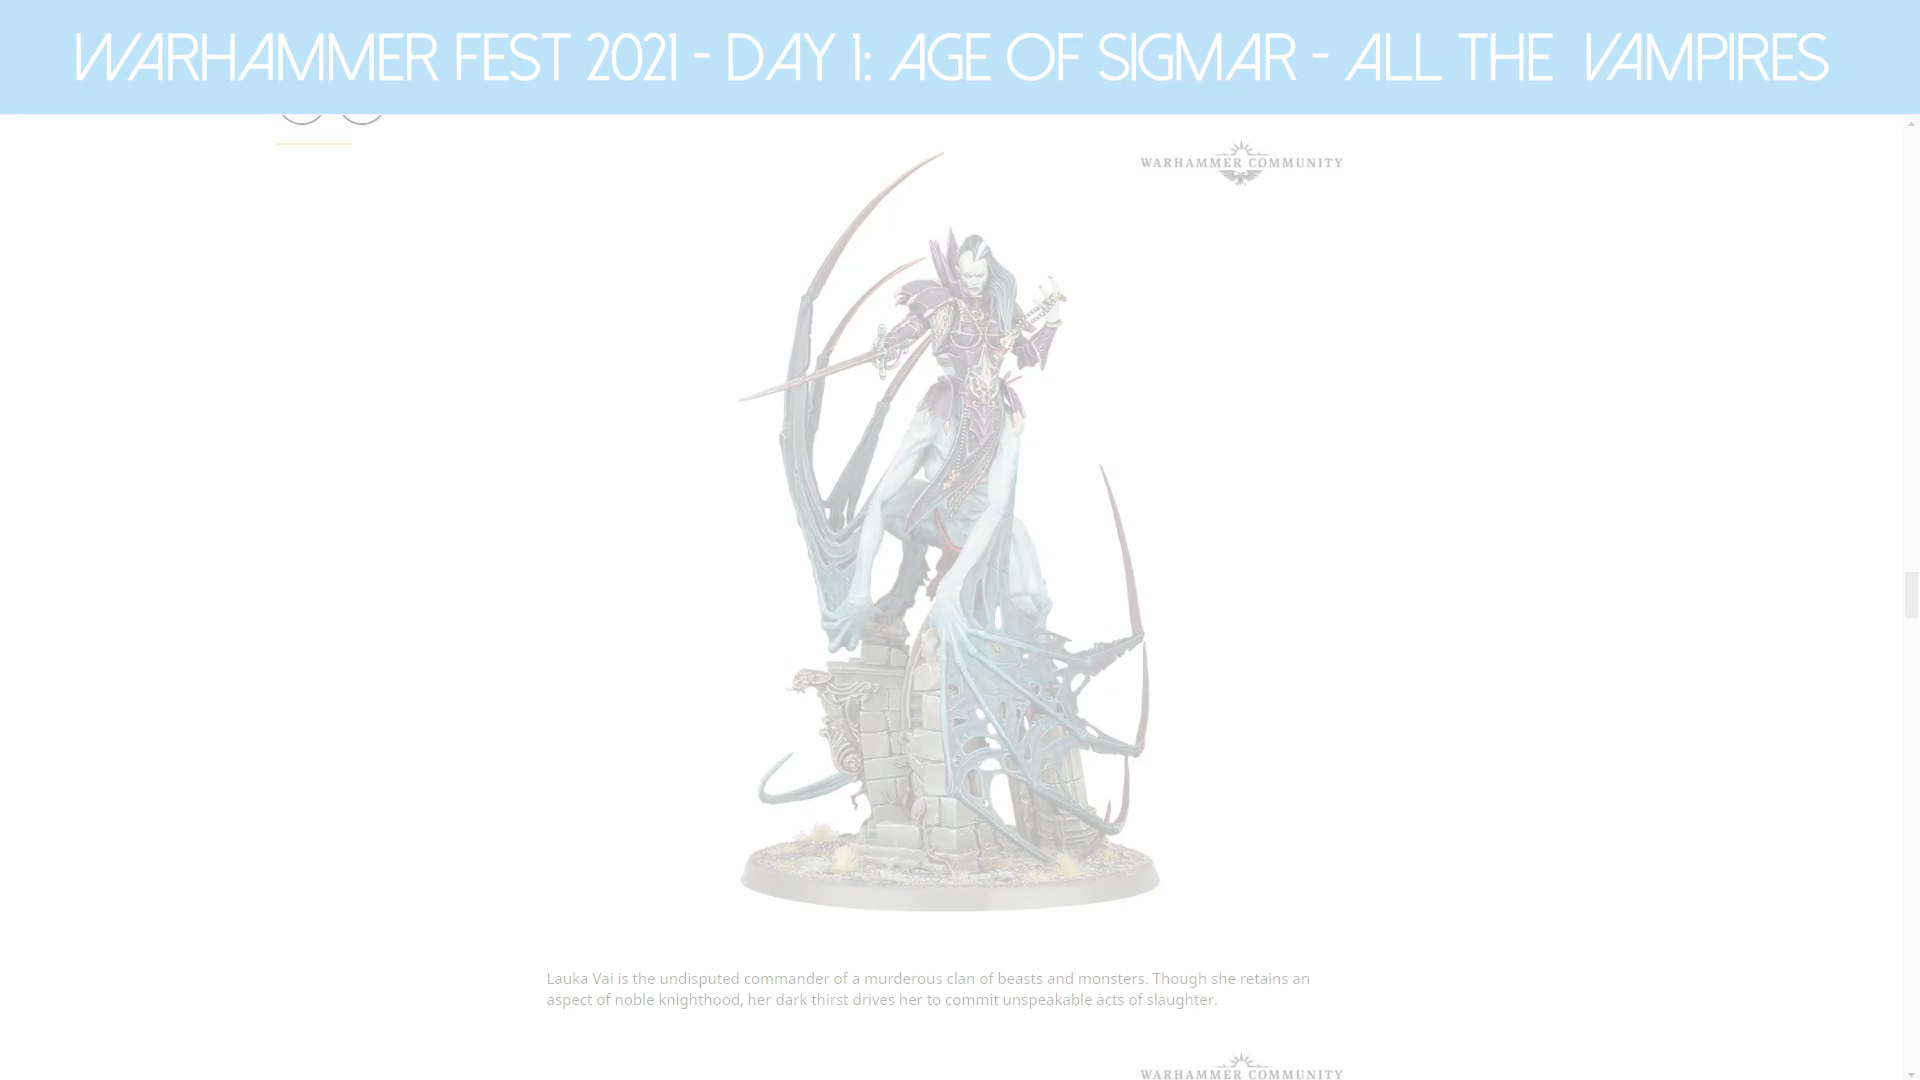 WARHAMMER FEST 2021 - DAY 1: AGE OF SIGMAR - ALL THE VAMPIRES
WARHAMMER COMMUNITY
Lauka Vai is the undisputed commander of a murderous clan of beasts and monsters. Though she retains an
aspect of noble knighthood, her dark thirst drives her to commit unspeakable acts of slaughter.
WARHAMMER COMMUNITY